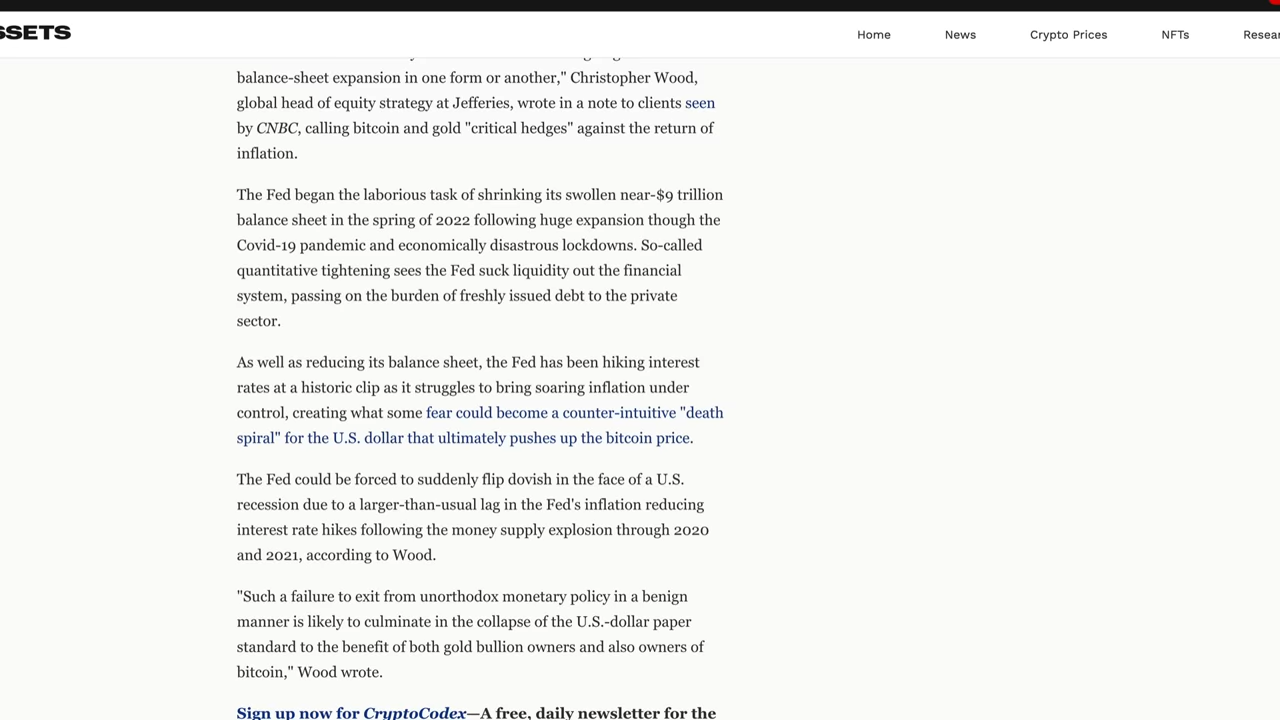 SSETS
Home News Crypto Prices NFTs Resear
balance-sheet expansion in one form or another," Christopher Wood,
global head of equity strategy at Jefferies, wrote in a note to clients seen
by CNBC, calling bitcoin and gold "critical hedges" against the return of
inflation.
The Fed began the laborious task of shrinking its swollen near-$9 trillion
balance sheet in the spring of 2022 following huge expansion though the
Covid-19 pandemic and economically disastrous lockdowns. So-called
quantitative tightening sees the Fed suck liquidity out the financial
system, passing on the burden of freshly issued debt to the private
sector.
As well as reducing its balance sheet, the Fed has been hiking interest
rates at a historic clip as it struggles to bring soaring inflation under
control, creating what some fear could become a counter-intuitive "death
spiral" for the U.S. dollar that ultimately pushes up the bitcoin price.
The Fed could be forced to suddenly flip dovish in the face of a U.S.
recession due to a larger-than-usual lag in the Fed's inflation reducing
interest rate hikes following the money supply explosion through 2020
and 2021, according to Wood.
"Such a failure to exit from unorthodox monetary policy in a benign
manner is likely to culminate in the collapse of the U.S.-dollar paper
standard to the benefit of both gold bullion owners and also owners of
bitcoin," Wood wrote.
Sign up now for CryptoCodex—A free, daily newsletter for the